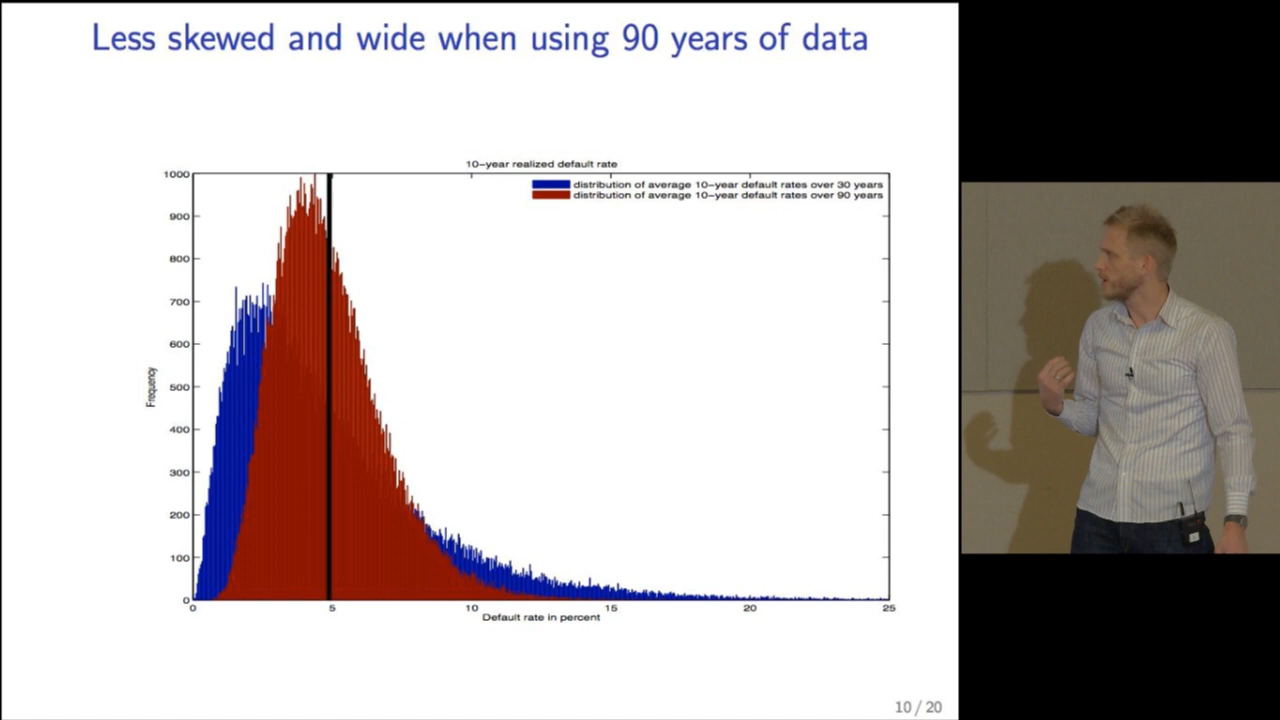 Less skewed and wide when using 90 years of data
10-year realized default rate
distribution of average 10-year default rates over 30 years
distribution of average 10-year default rates over 90 years
1000
900
800
700
600
500
400
300
200
100
0
Frequency
0 5 10 15 20 25
Default rate in percent
10 / 20